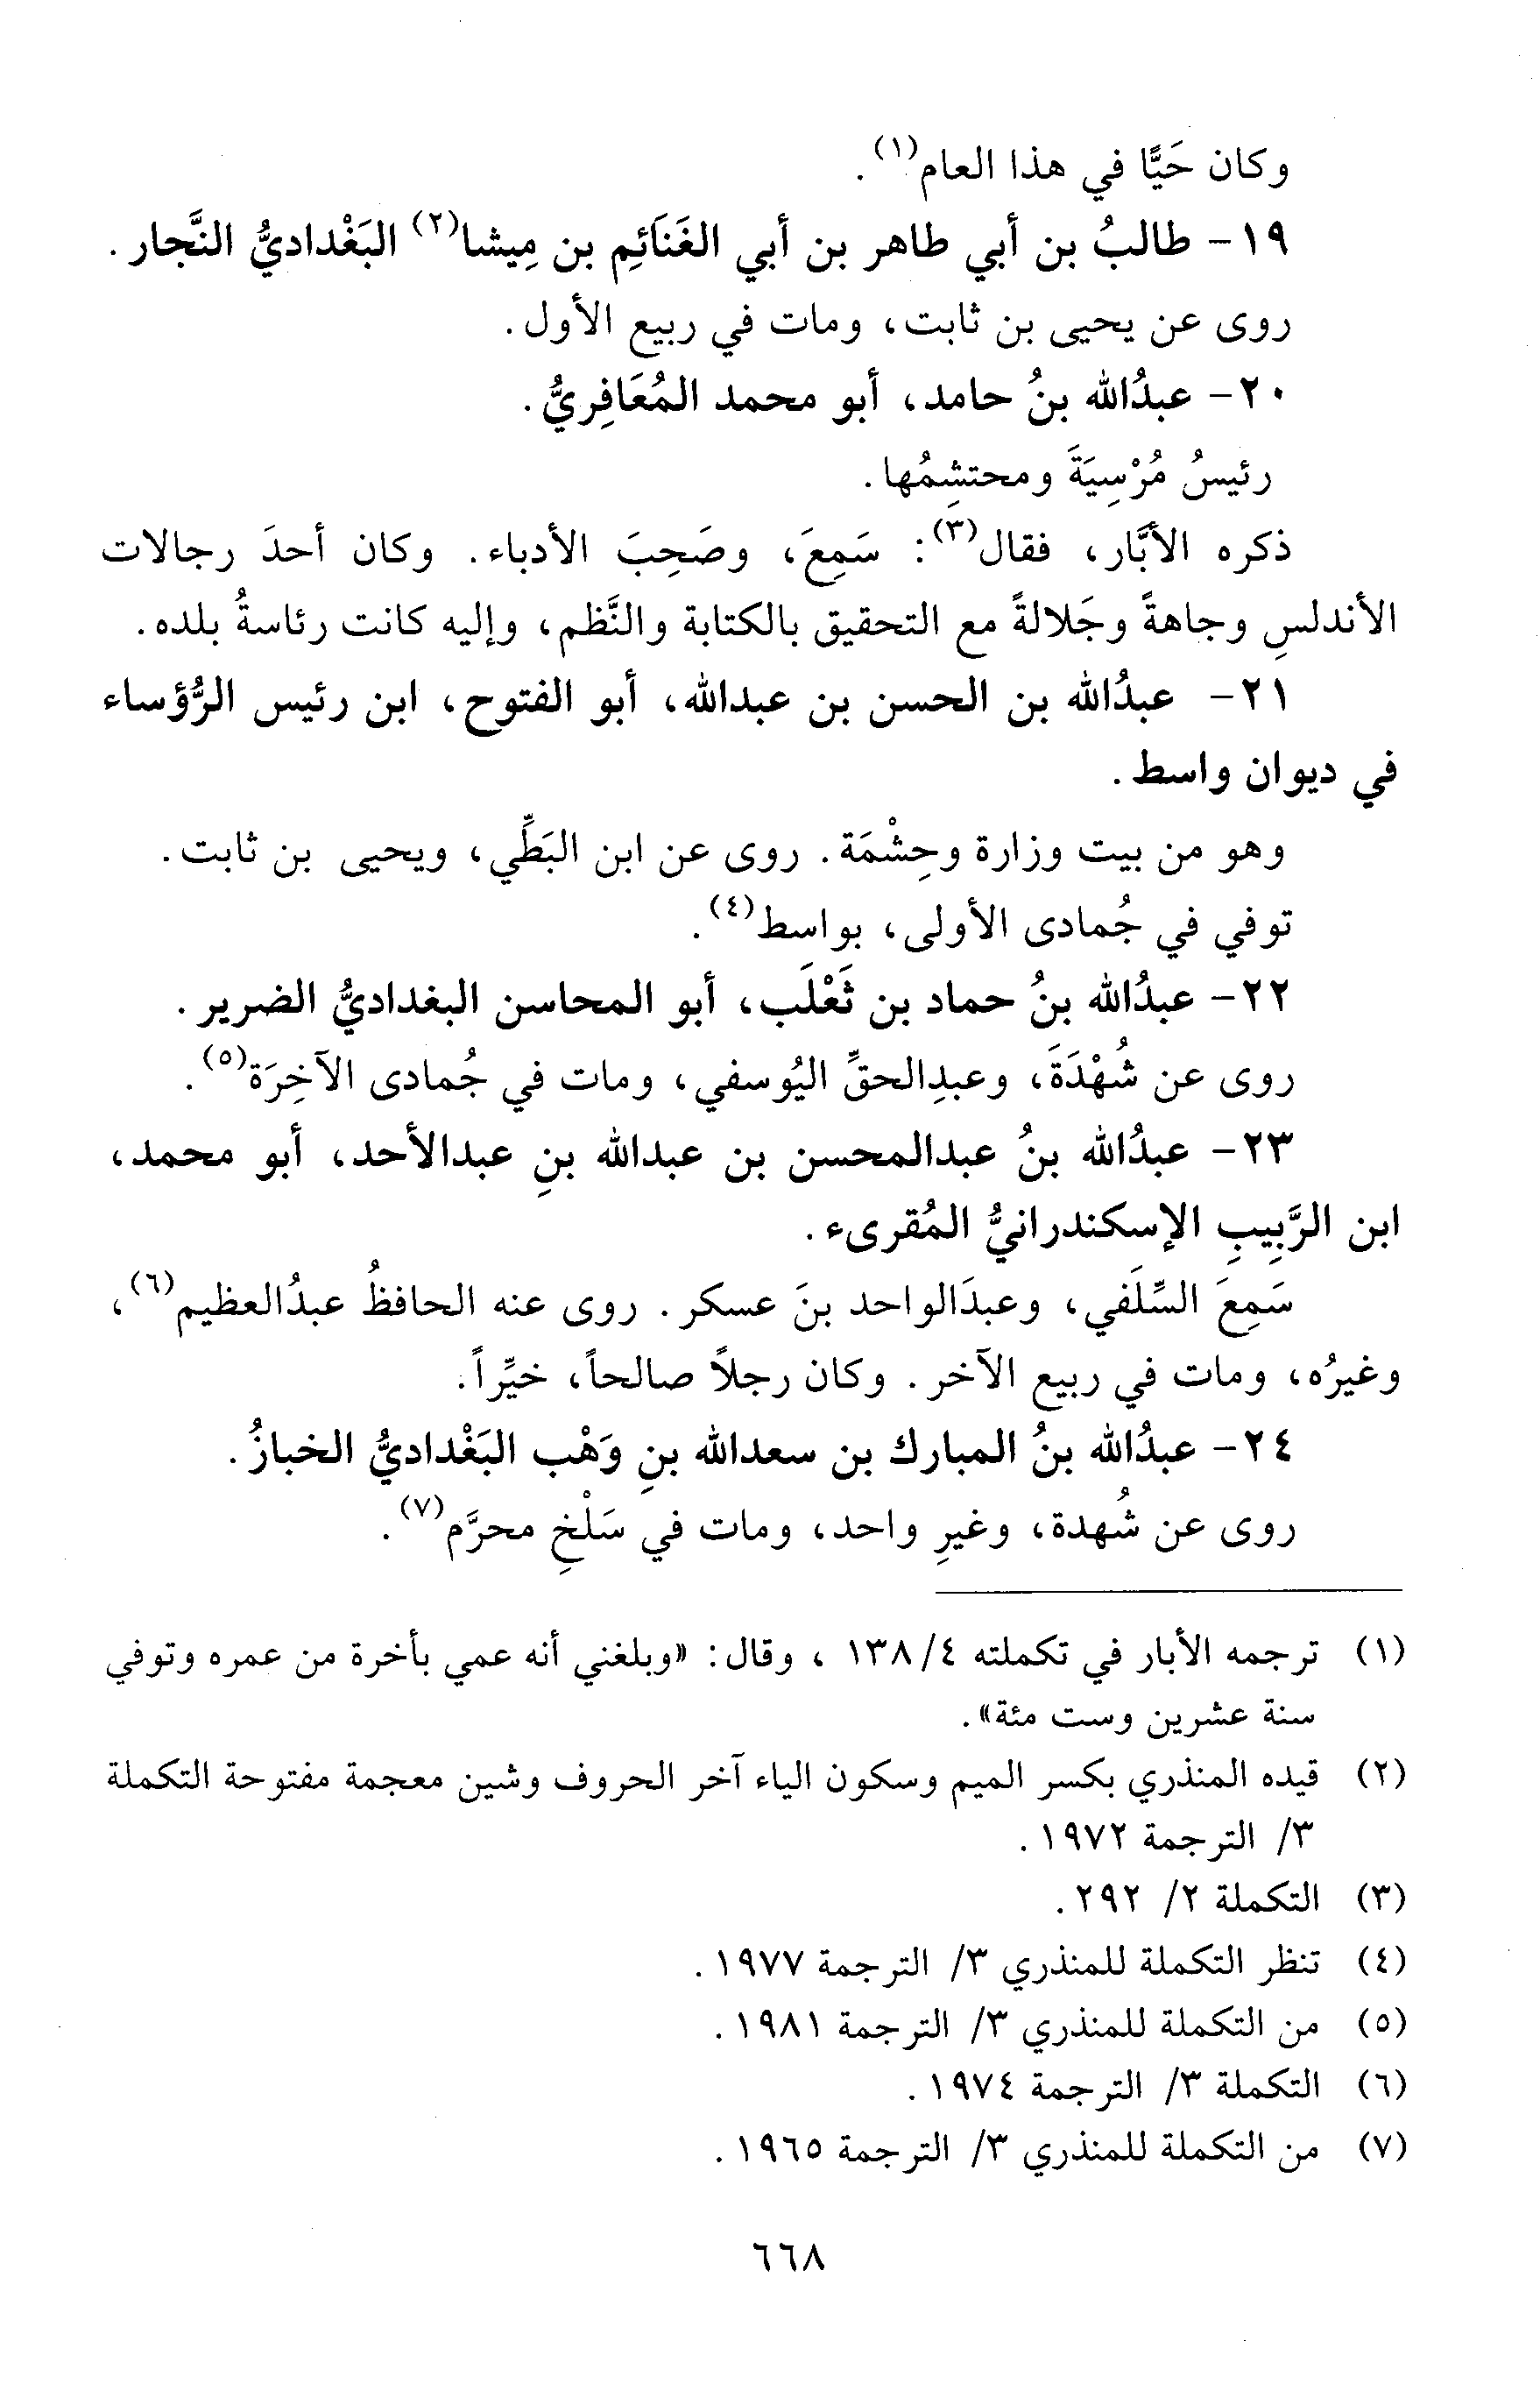 وكان حَيًّا في هذا العام(١).
١٩- طالبُ بن أبي طاهر بن أبي الغَنَائِم بن مِيشا(٢) البَغْداديُّ النَّجار.
روى عن يحيى بن ثابت، ومات في ربيع الأول.
٢٠- عبدُالله بنُ حامد، أبو محمد المُعَافِريُّ.
رئيسُ مُرْسِيَةَ ومحتشِمُها.
ذكره الأبَّار، فقال(٣): سَمِعَ، وصَحِبَ الأدباء. وكان أحدَ رجالات
الأندلسِ وجاهةً وجَلالةً مع التحقيق بالكتابة والنَّظم، وإليه كانت رئاسةُ بلده.
٢١- عبدُالله بن الحسن بن عبدالله، أبو الفتوح، ابن رئيس الرُّؤساء
في ديوان واسط.
وهو من بيت وزارة وحِشْمَة. روى عن ابن البَطِّي، ويحيى بن ثابت.
توفي في جُمادى الأولى، بواسط(٤).
٢٢- عبدُالله بنُ حماد بن ثَعْلَب، أبو المحاسن البغداديُّ الضرير.
روى عن شُهْدَةَ، وعبدِالحقِّ اليُوسفي، ومات في جُمادى الآخِرَة(٥).
٢٣- عبدُالله بنُ عبدالمحسن بن عبدالله بنِ عبدالأحد، أبو محمد،
ابن الرَّبِيبِ الإسكندرانيُّ المُقرىء.
سَمِعَ السِّلَفي، وعبدَالواحد بنَ عسكر. روى عنه الحافظُ عبدُالعظيم(٦)،
وغيرُه، ومات في ربيع الآخر. وكان رجلاً صالحاً، خيِّراً.
٢٤- عبدُالله بنُ المبارك بن سعدالله بنِ وَهْب البَغْداديُّ الخبازُ.
روى عن شُهدة، وغيرِ واحد، ومات في سَلْخِ محرَّم(٧).
(١) ترجمه الأبار في تكملته ٤/١٣٨ ، وقال: «وبلغني أنه عمي بأخرة من عمره وتوفي
سنة عشرين وست مئة».
(٢) قيده المنذري بكسر الميم وسكون الياء آخر الحروف وشين معجمة مفتوحة التكملة
٣/ الترجمة ١٩٧٢.
(٣) التكملة ٢/ ٢٩٢.
(٤) تنظر التكملة للمنذري ٣/ الترجمة ١٩٧٧.
(٥) من التكملة للمنذري ٣/ الترجمة ١٩٨١.
(٦) التكملة ٣/ الترجمة ١٩٧٤.
(٧) من التكملة للمنذري ٣/ الترجمة ١٩٦٥.
٦٦٨